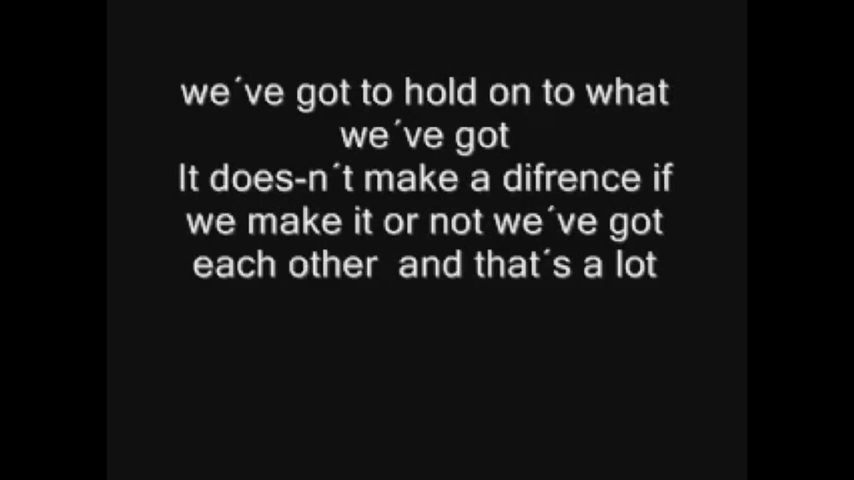 we´ve got to hold on to what
we´ve got
It does-n´t make a difrence if
we make it or not we´ve got
each other  and that´s a lot